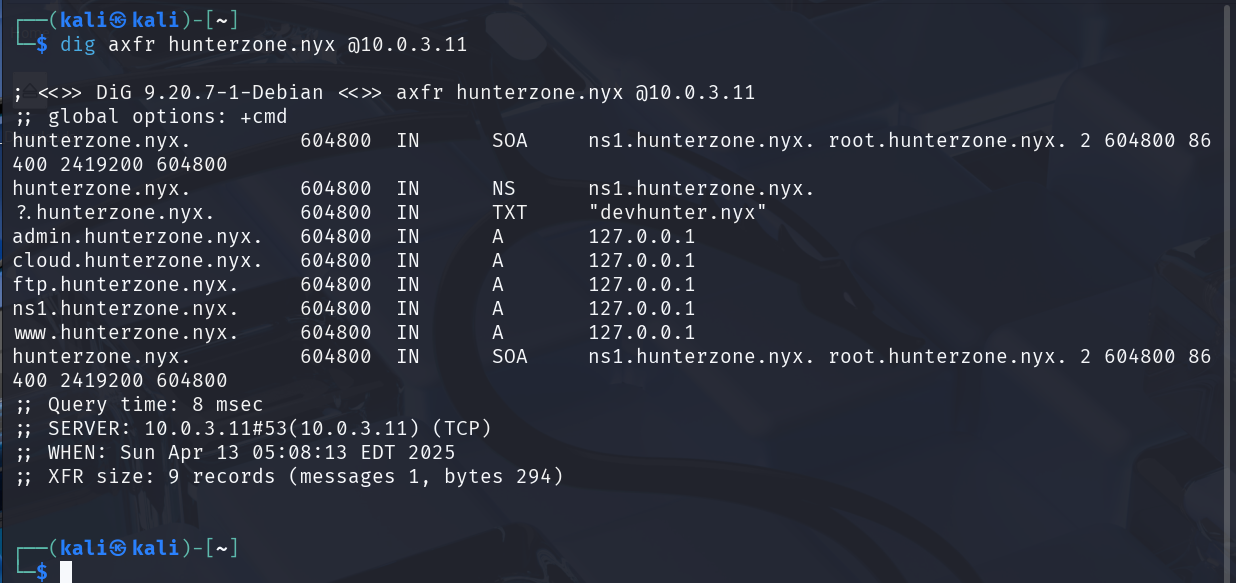 ┌──(kali㉿kali)-[~]
└─$ dig axfr hunterzone.nyx @10.0.3.11
; <<>> DiG 9.20.7-1-Debian <<>> axfr hunterzone.nyx @10.0.3.11
;; global options: +cmd
hunterzone.nyx.         604800  IN      SOA     ns1.hunterzone.nyx. root.hunterzone.nyx. 2 604800 86
400 2419200 604800
hunterzone.nyx.         604800  IN      NS      ns1.hunterzone.nyx.
?.hunterzone.nyx.       604800  IN      TXT     "devhunter.nyx"
admin.hunterzone.nyx.   604800  IN      A       127.0.0.1
cloud.hunterzone.nyx.   604800  IN      A       127.0.0.1
ftp.hunterzone.nyx.     604800  IN      A       127.0.0.1
ns1.hunterzone.nyx.     604800  IN      A       127.0.0.1
www.hunterzone.nyx.     604800  IN      A       127.0.0.1
hunterzone.nyx.         604800  IN      SOA     ns1.hunterzone.nyx. root.hunterzone.nyx. 2 604800 86
400 2419200 604800
;; Query time: 8 msec
;; SERVER: 10.0.3.11#53(10.0.3.11) (TCP)
;; WHEN: Sun Apr 13 05:08:13 EDT 2025
;; XFR size: 9 records (messages 1, bytes 294)
┌──(kali㉿kali)-[~]
└─$